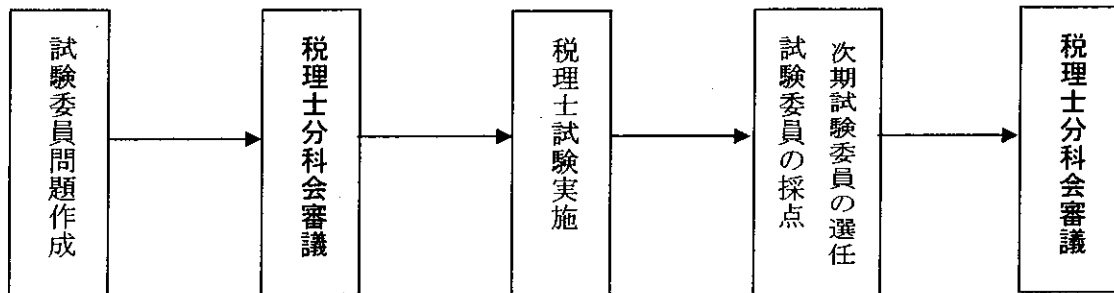 試験委員問題作成
税理士分科会審議
税理士試験実施
次期試験委員の選任
試験委員の採点
税理士分科会審議